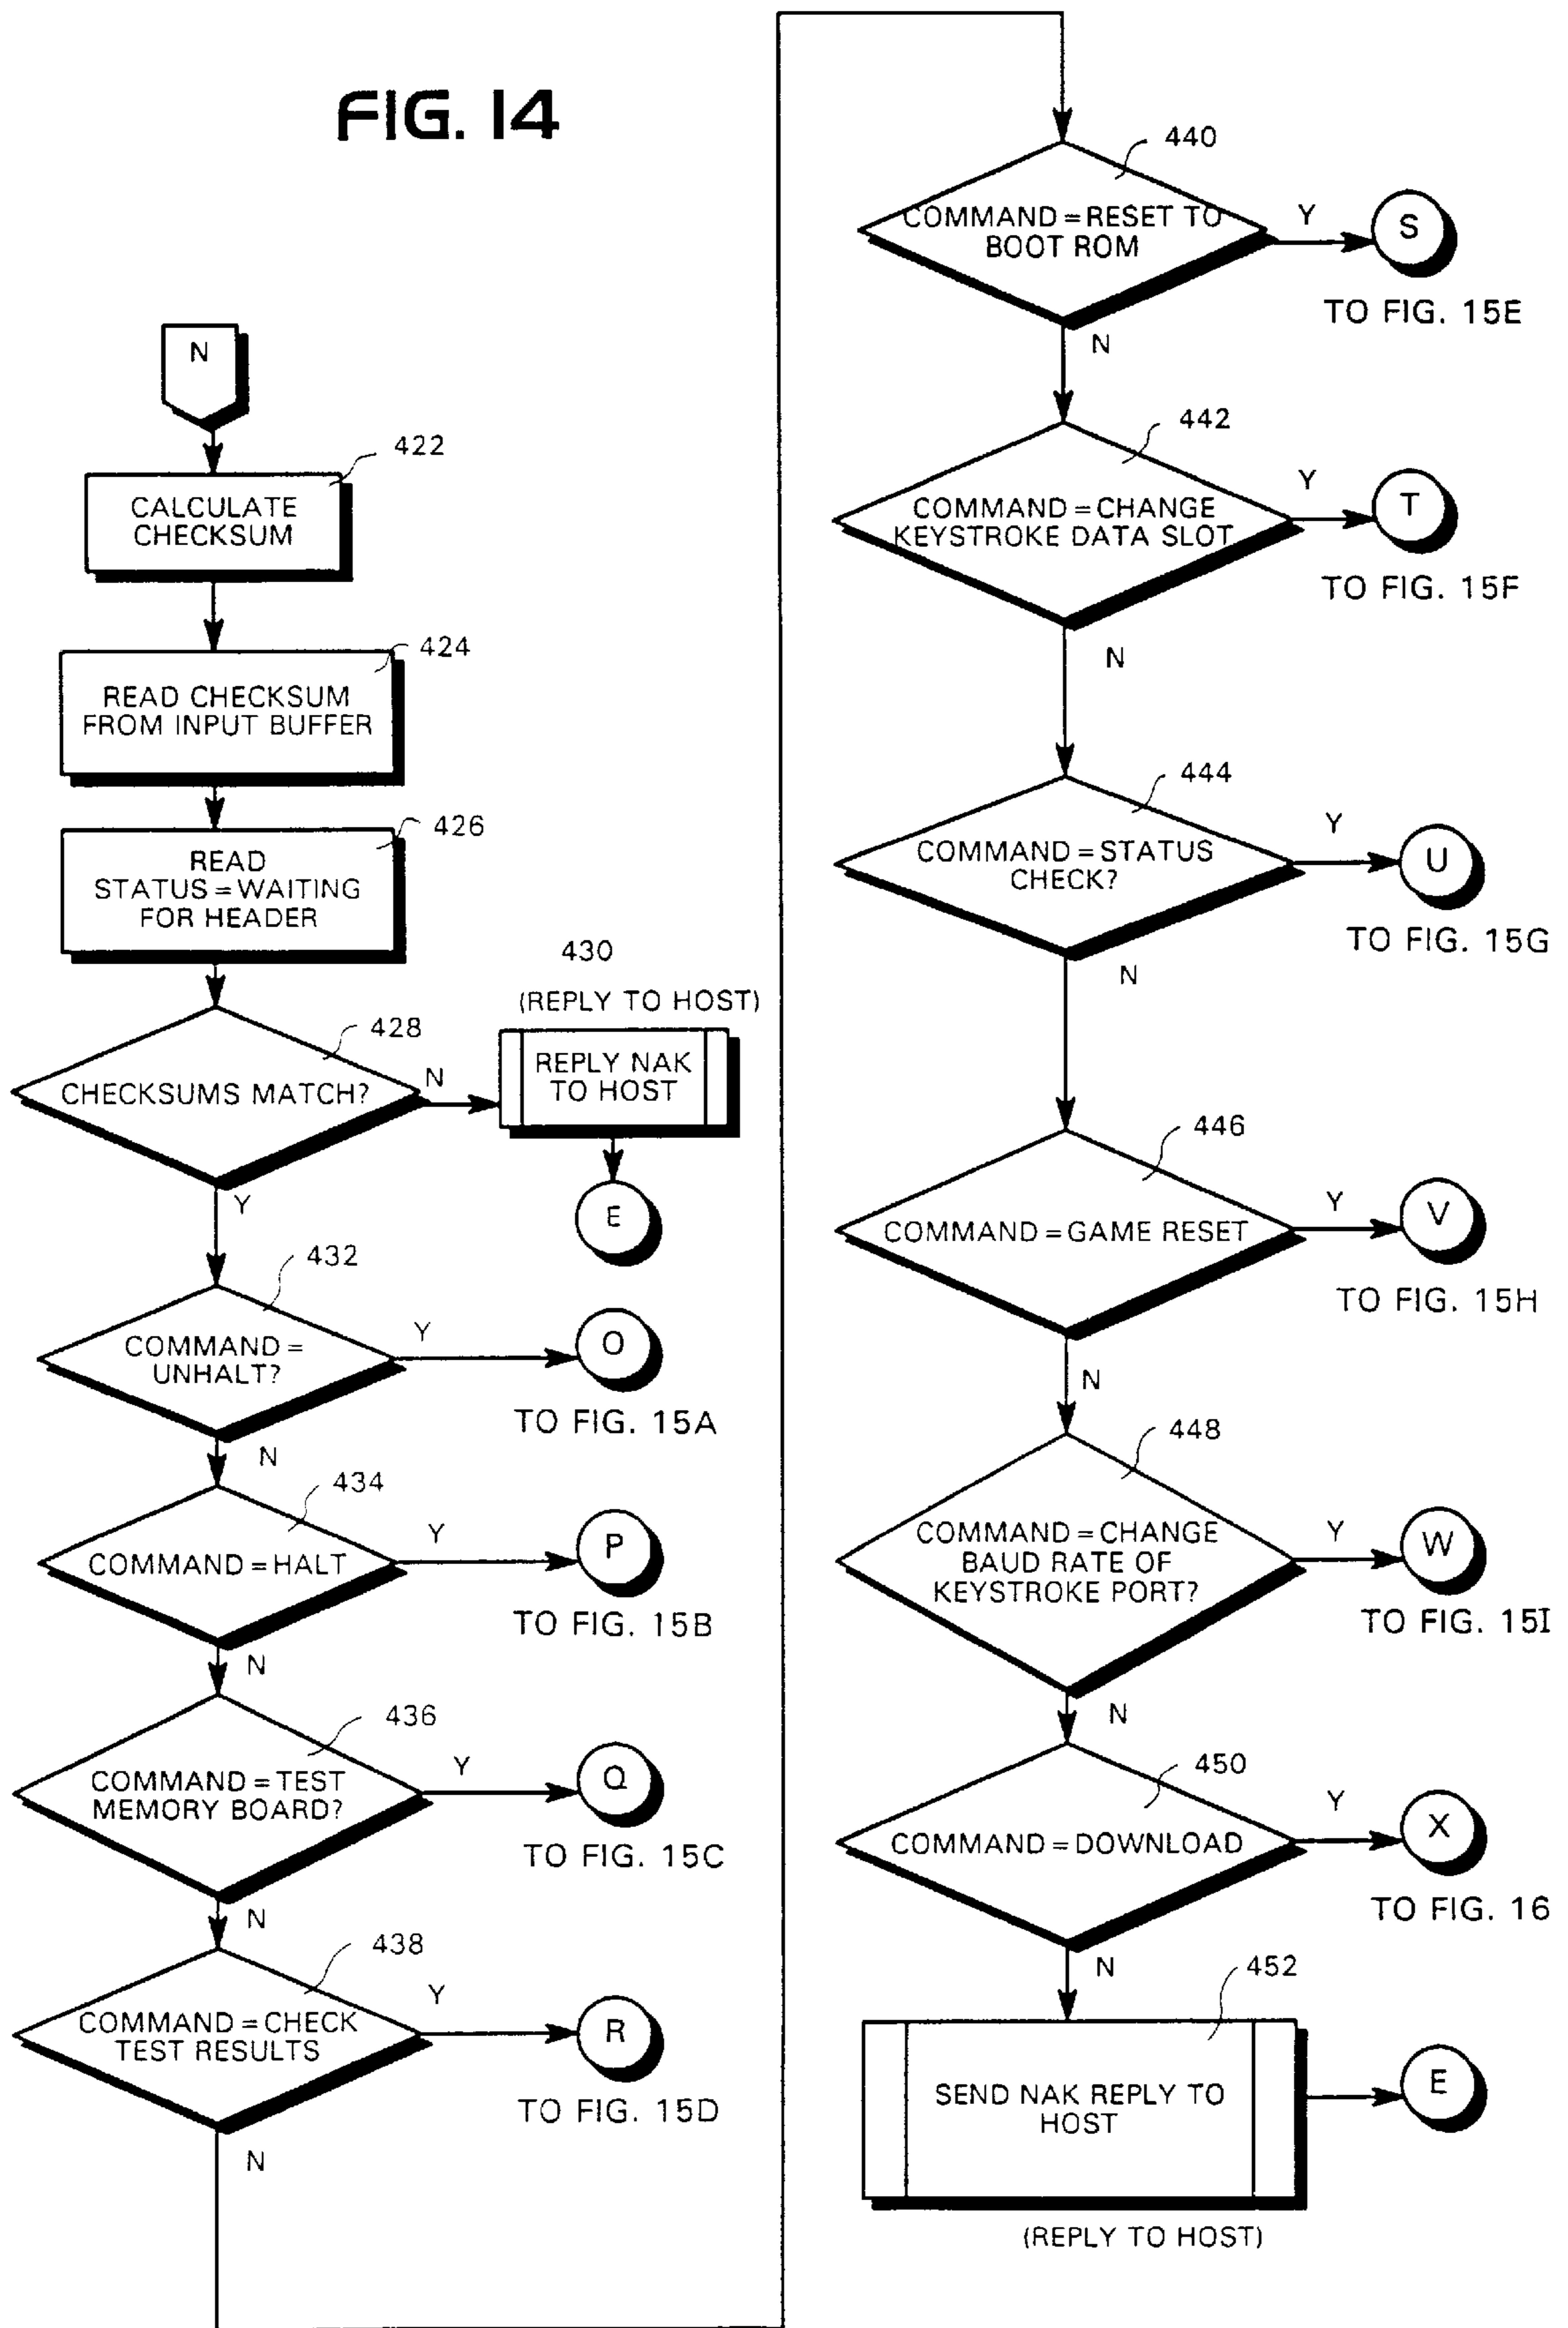 FIG. 14
N
422
CALCULATE
CHECKSUM
424
READ CHECKSUM
FROM INPUT BUFFER
426
READ
STATUS = WAITING
FOR HEADER
428
CHECKSUMS MATCH?
N
430
(REPLY TO HOST)
REPLY NAK
TO HOST
E
Y
432
COMMAND =
UNHALT?
Y
O
TO FIG. 15A
N
434
COMMAND = HALT
Y
P
TO FIG. 15B
N
436
COMMAND = TEST
MEMORY BOARD?
Y
Q
TO FIG. 15C
N
438
COMMAND = CHECK
TEST RESULTS
Y
R
TO FIG. 15D
N
440
COMMAND = RESET TO
BOOT ROM
Y
S
TO FIG. 15E
N
442
COMMAND = CHANGE
KEYSTROKE DATA SLOT
Y
T
TO FIG. 15F
N
444
COMMAND = STATUS
CHECK?
Y
U
TO FIG. 15G
N
446
COMMAND = GAME RESET
Y
V
TO FIG. 15H
N
448
COMMAND = CHANGE
BAUD RATE OF
KEYSTROKE PORT?
Y
W
TO FIG. 15I
N
450
COMMAND = DOWNLOAD
Y
X
TO FIG. 16
N
452
SEND NAK REPLY TO
HOST
E
(REPLY TO HOST)